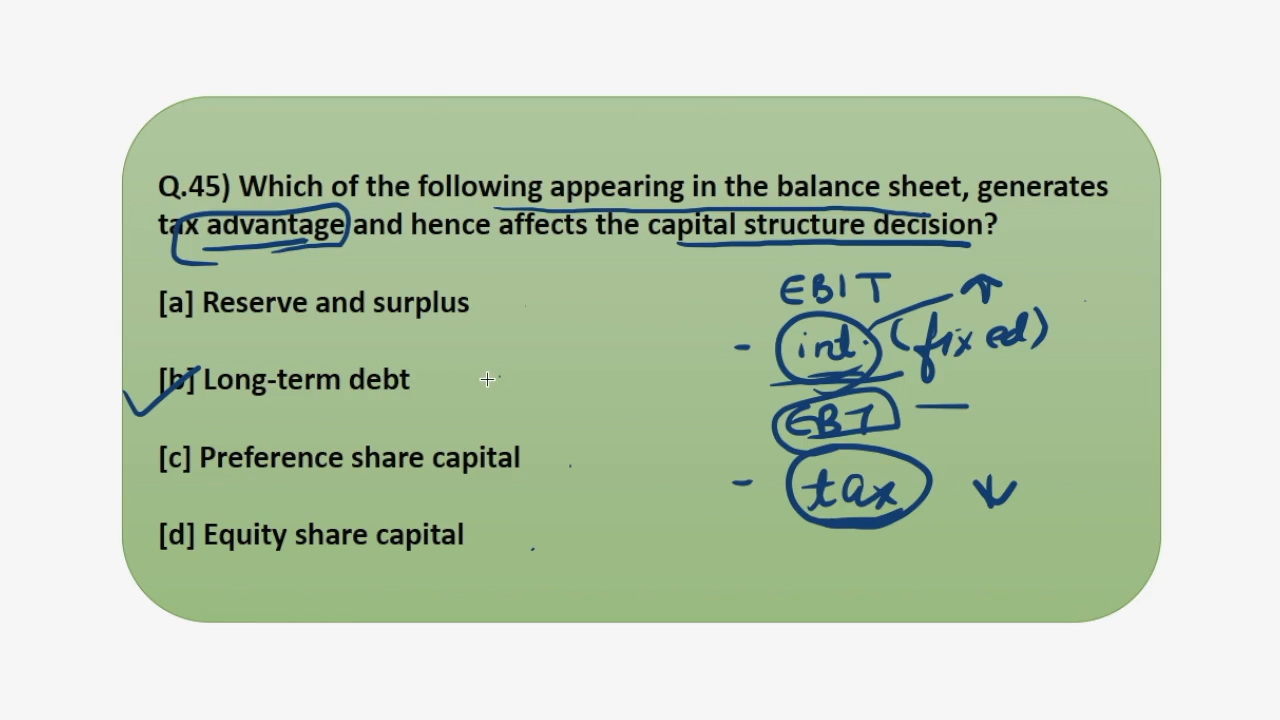 Q.45) Which of the following appearing in the balance sheet, generates
tax advantage and hence affects the capital structure decision?
[a] Reserve and surplus
[b] Long-term debt
[c] Preference share capital
[d] Equity share capital
EBIT ↑
- int. (fixed)
EBT —
- tax ↓